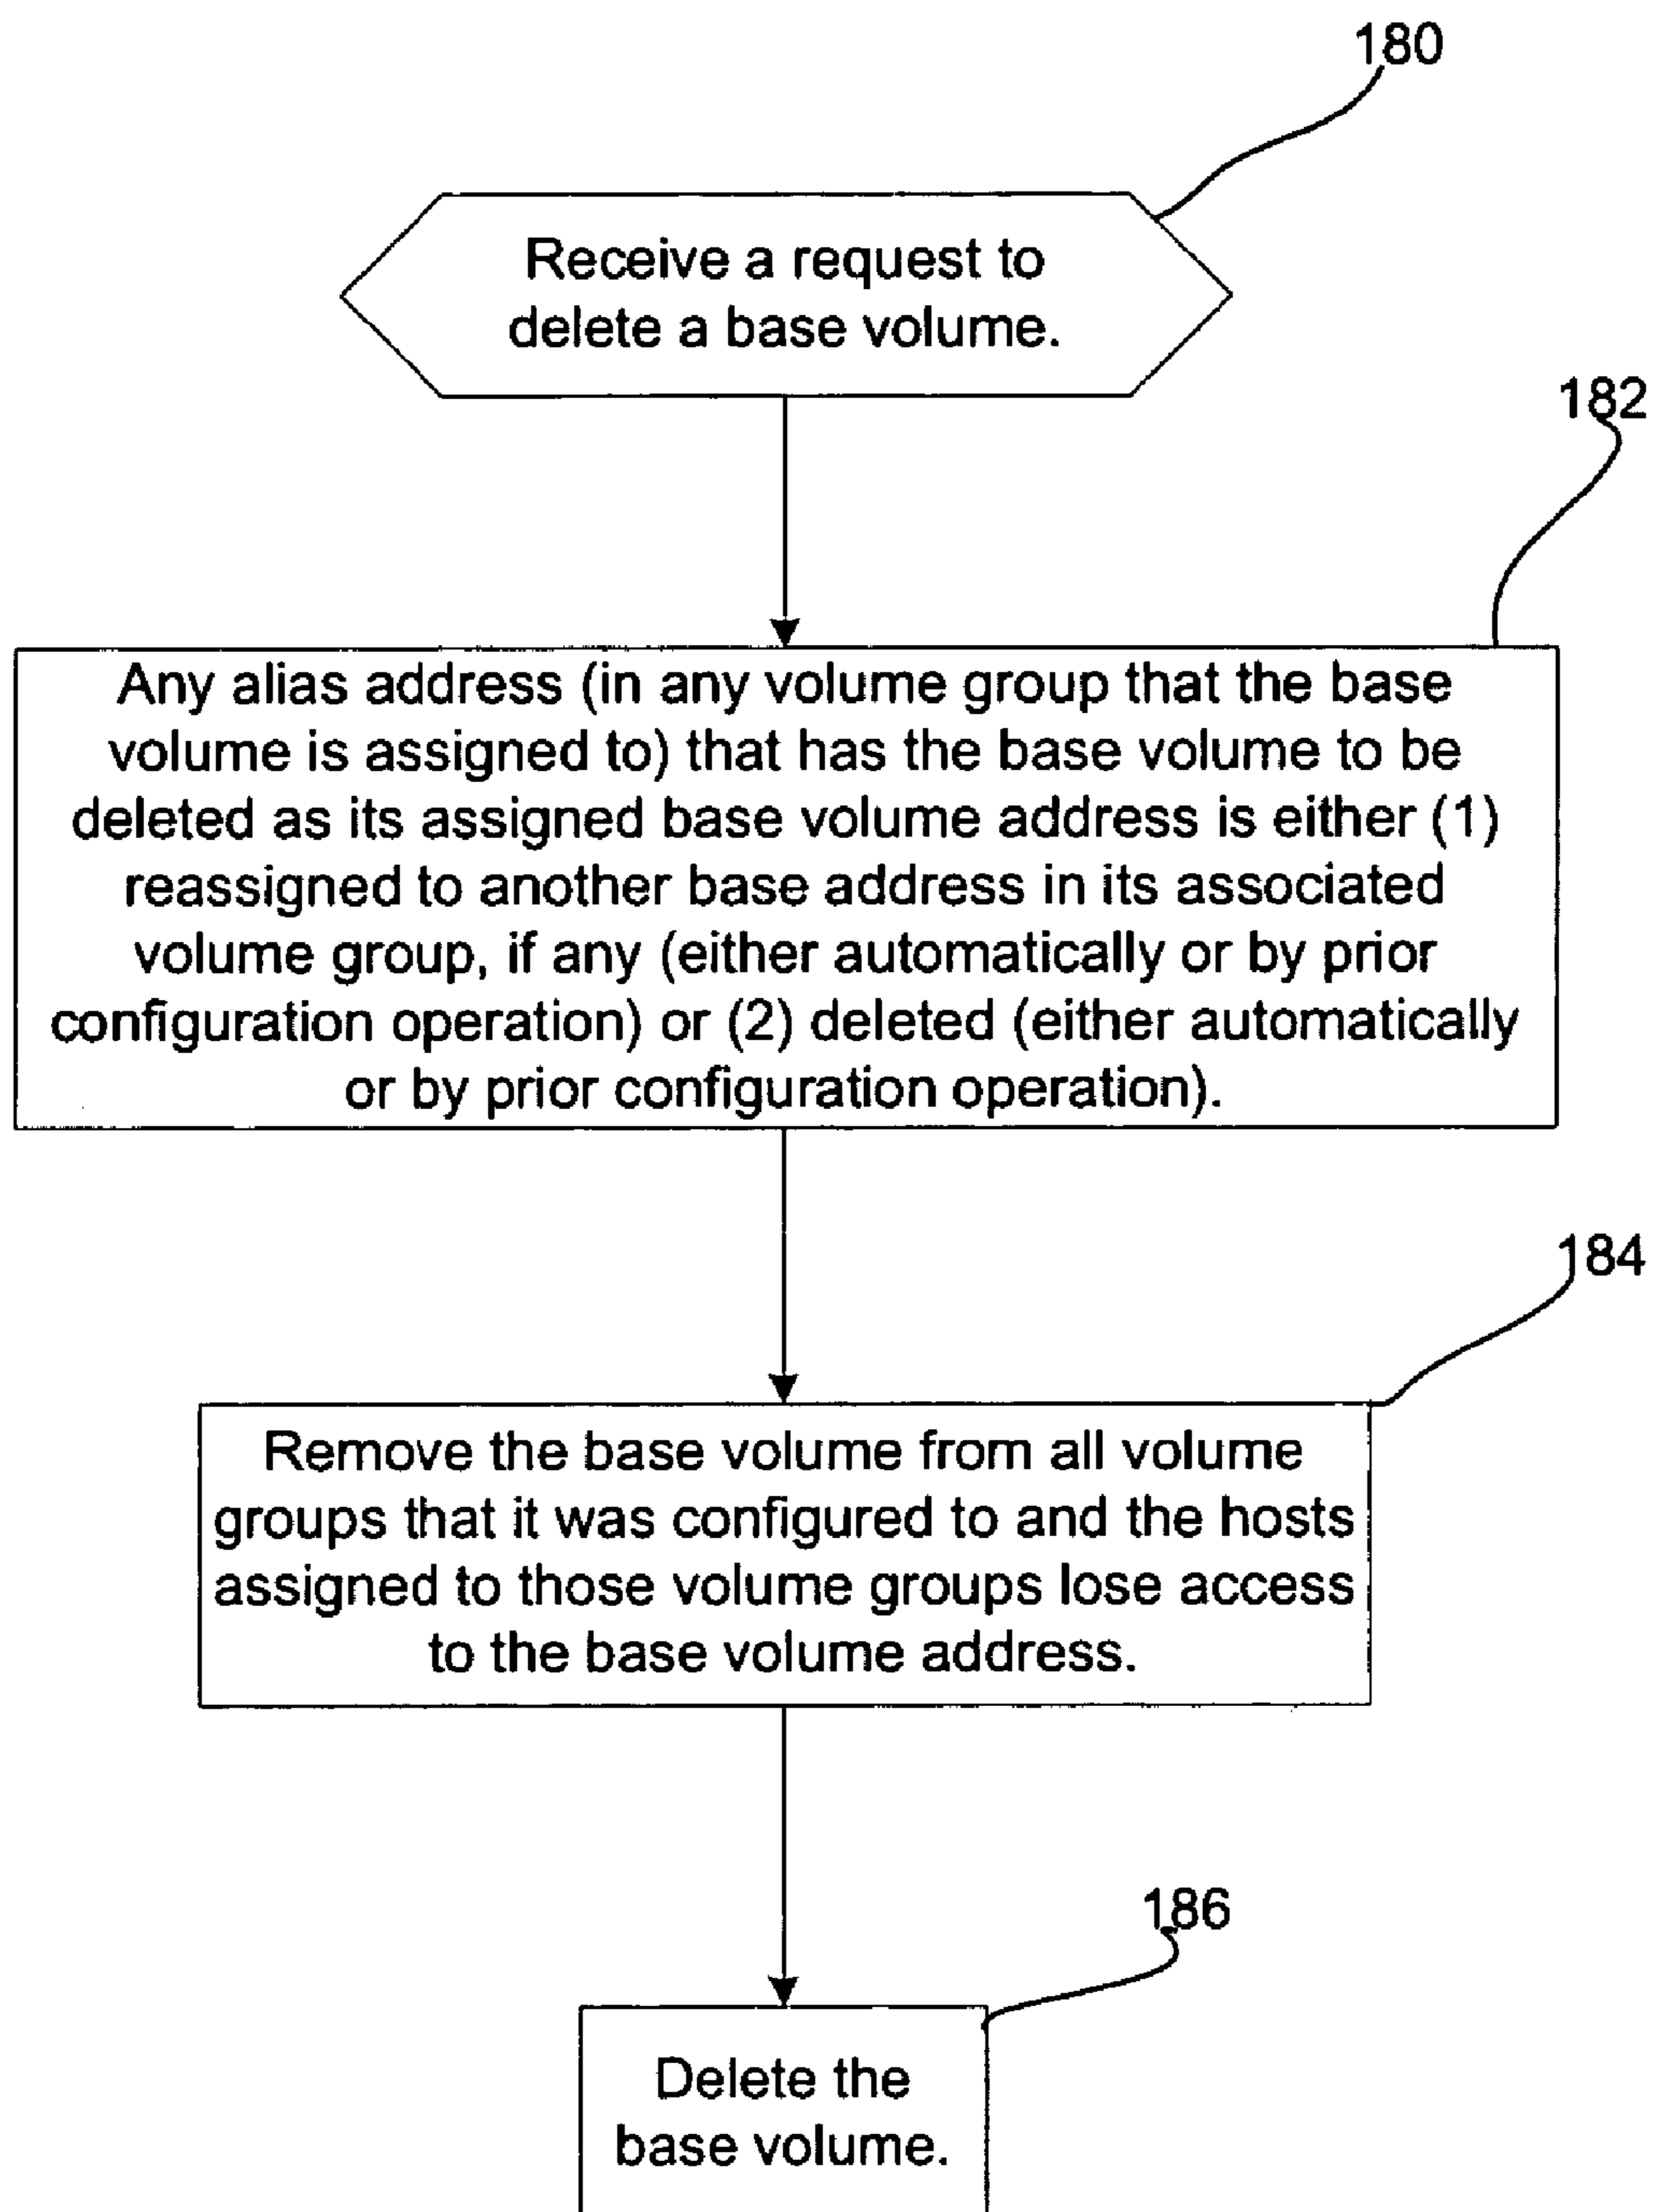 180
Receive a request to
delete a base volume.
182
Any alias address (in any volume group that the base
volume is assigned to) that has the base volume to be
deleted as its assigned base volume address is either (1)
reassigned to another base address in its associated
volume group, if any (either automatically or by prior
configuration operation) or (2) deleted (either automatically
or by prior configuration operation).
184
Remove the base volume from all volume
groups that it was configured to and the hosts
assigned to those volume groups lose access
to the base volume address.
186
Delete the
base volume.